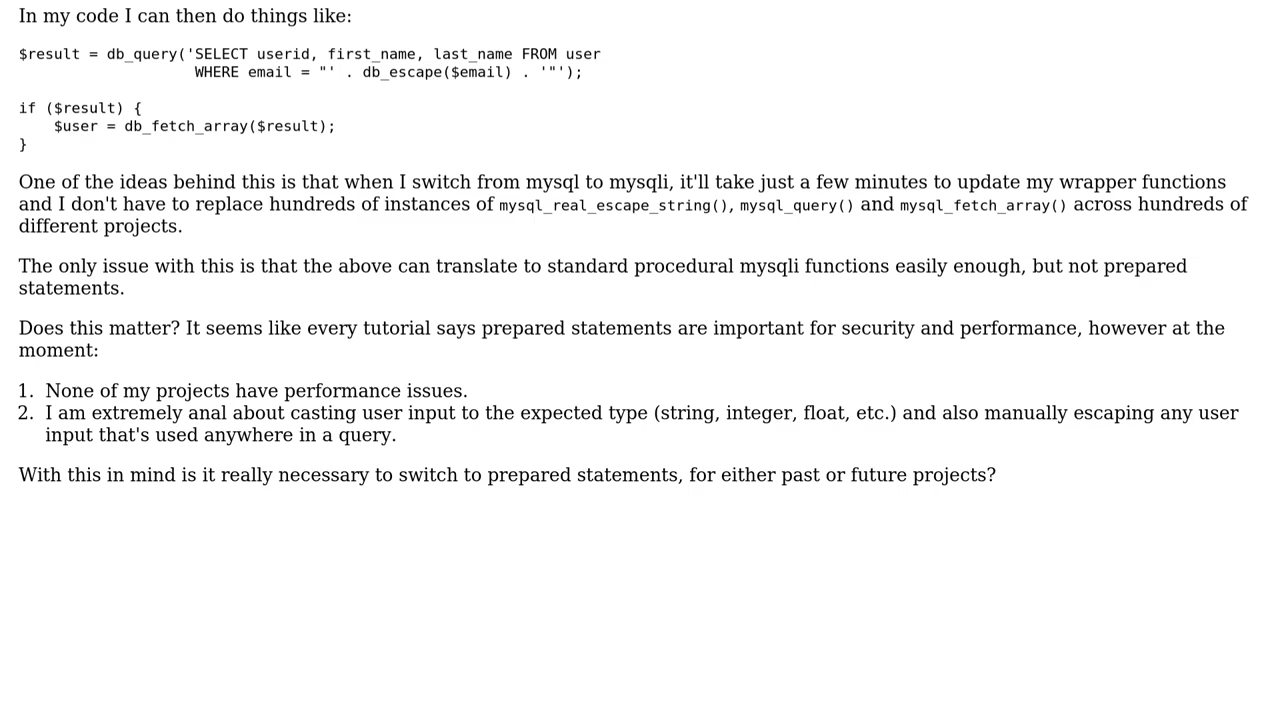 In my code I can then do things like:
$result = db_query('SELECT userid, first_name, last_name FROM user
                    WHERE email = "' . db_escape($email) . '"');
if ($result) {
    $user = db_fetch_array($result);
}
One of the ideas behind this is that when I switch from mysql to mysqli, it'll take just a few minutes to update my wrapper functions
and I don't have to replace hundreds of instances of mysql_real_escape_string(), mysql_query() and mysql_fetch_array() across hundreds of
different projects.
The only issue with this is that the above can translate to standard procedural mysqli functions easily enough, but not prepared
statements.
Does this matter? It seems like every tutorial says prepared statements are important for security and performance, however at the
moment:
1. None of my projects have performance issues.
2. I am extremely anal about casting user input to the expected type (string, integer, float, etc.) and also manually escaping any user
input that's used anywhere in a query.
With this in mind is it really necessary to switch to prepared statements, for either past or future projects?